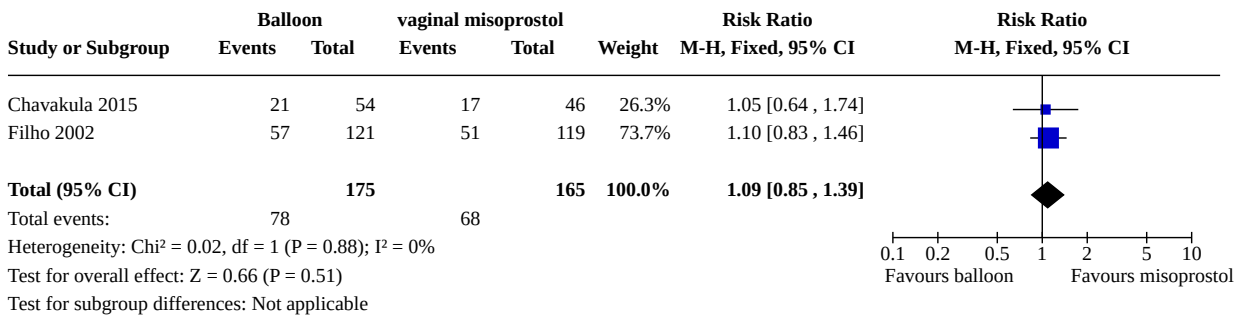 Balloon vaginal misoprostol Risk Ratio Risk Ratio
Study or Subgroup Events Total Events Total Weight M-H, Fixed, 95% CI M-H, Fixed, 95% CI
Chavakula 2015 21 54 17 46 26.3% 1.05 [0.64 , 1.74]
Filho 2002 57 121 51 119 73.7% 1.10 [0.83 , 1.46]
Total (95% CI) 175 165 100.0% 1.09 [0.85 , 1.39]
Total events: 78 68
Heterogeneity: Chi² = 0.02, df = 1 (P = 0.88); I² = 0%
0.1 0.2 0.5 1 2 5 10
Test for overall effect: Z = 0.66 (P = 0.51)
Favours balloon Favours misoprostol
Test for subgroup differences: Not applicable